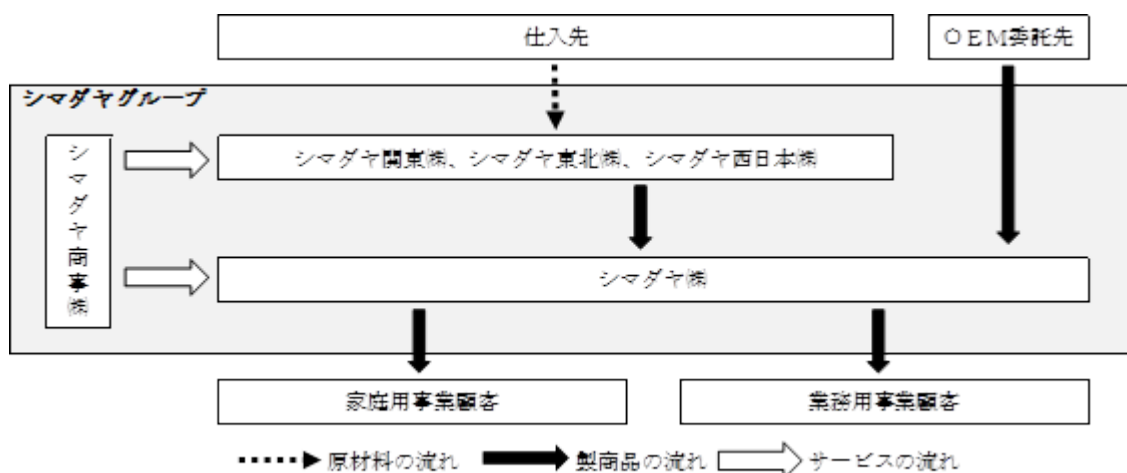 仕入先
OEM委託先
シマダヤグループ
シマダヤ商事㈱
シマダヤ関東㈱、シマダヤ東北㈱、シマダヤ西日本㈱
シマダヤ㈱
家庭用事業顧客
業務用事業顧客
原材料の流れ
製商品の流れ
サービスの流れ